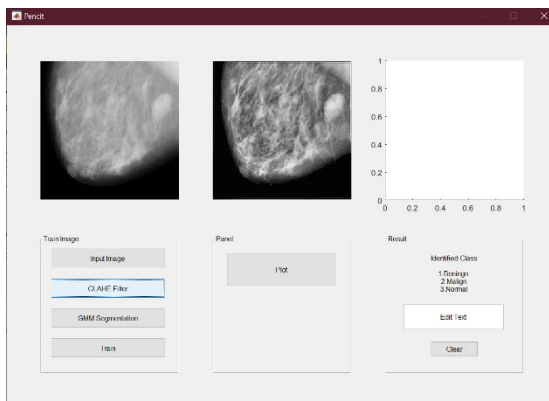 Pencit
1
0.8
0.6
0.4
0.2
0
0 0.2 0.4 0.6 0.8 1
Train Image
Input Image
CLAHE Filter
GMM Segmentation
Train
Panel
Plot
Result
Identified Class
1.Beningn
2.Malign
3.Normal
Edit Text
Clear